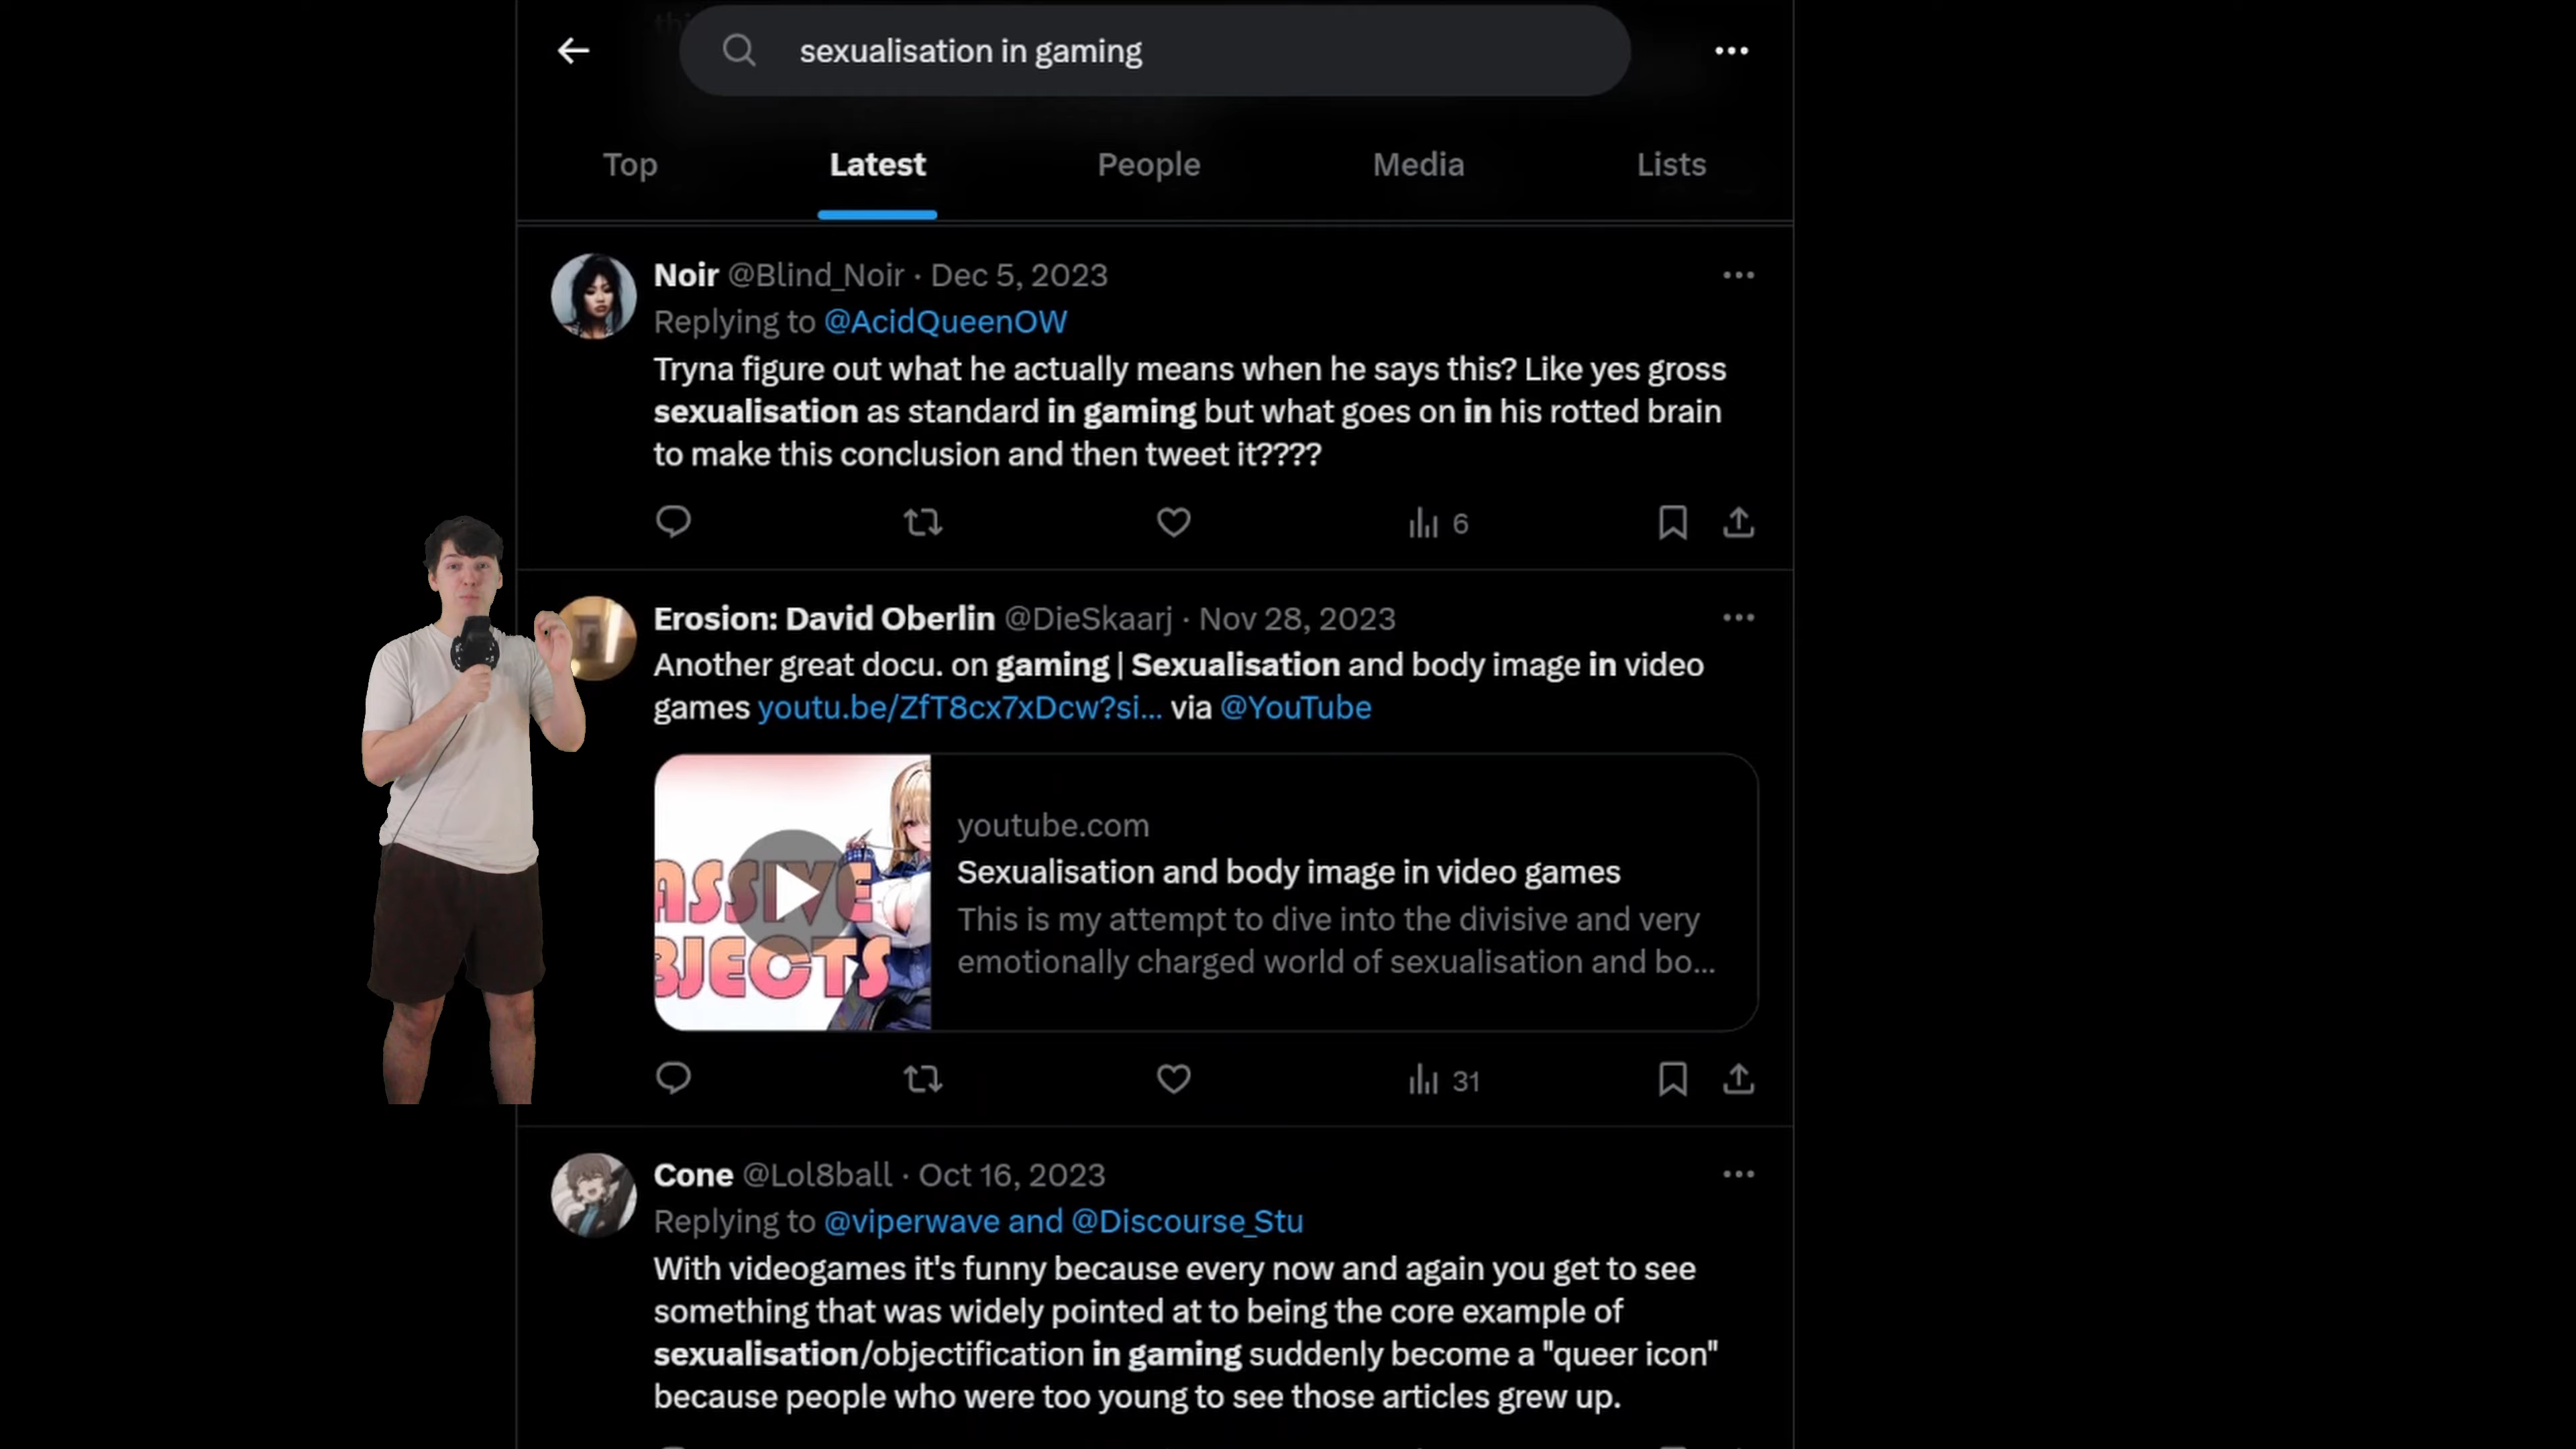 sexualisation in gaming
Top Latest People Media Lists
Noir @Blind_Noir · Dec 5, 2023
Replying to @AcidQueenOW
Tryna figure out what he actually means when he says this? Like yes gross
sexualisation as standard in gaming but what goes on in his rotted brain
to make this conclusion and then tweet it????
6
Erosion: David Oberlin @DieSkaarj · Nov 28, 2023
Another great docu. on gaming | Sexualisation and body image in video
games youtu.be/ZfT8cx7xDcw?si... via @YouTube
ASSIVE
BJECTS
youtube.com
Sexualisation and body image in video games
This is my attempt to dive into the divisive and very
emotionally charged world of sexualisation and bo...
31
Cone @Lol8ball · Oct 16, 2023
Replying to @viperwave and @Discourse_Stu
With videogames it's funny because every now and again you get to see
something that was widely pointed at to being the core example of
sexualisation/objectification in gaming suddenly become a "queer icon"
because people who were too young to see those articles grew up.